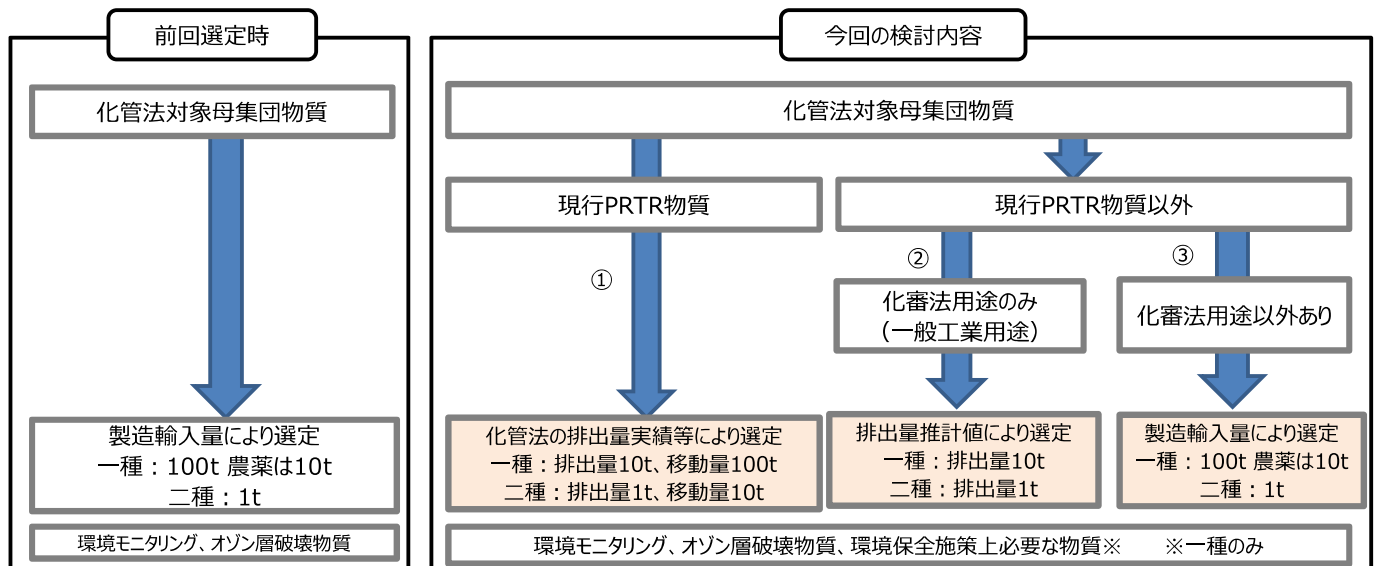 前回選定時
化管法対象母集団物質
製造輸入量により選定
一種：100t 農薬は10t
二種：1t
環境モニタリング、オゾン層破壊物質
今回の検討内容
化管法対象母集団物質
現行PRTR物質
現行PRTR物質以外
①
②
③
化審法用途のみ
（一般工業用途）
化審法用途以外あり
化管法の排出量実績等により選定
一種：排出量10t、移動量100t
二種：排出量1t、移動量10t
排出量推計値により選定
一種：排出量10t
二種：排出量1t
製造輸入量により選定
一種：100t 農薬は10t
二種：1t
環境モニタリング、オゾン層破壊物質、環境保全施策上必要な物質※　　※一種のみ